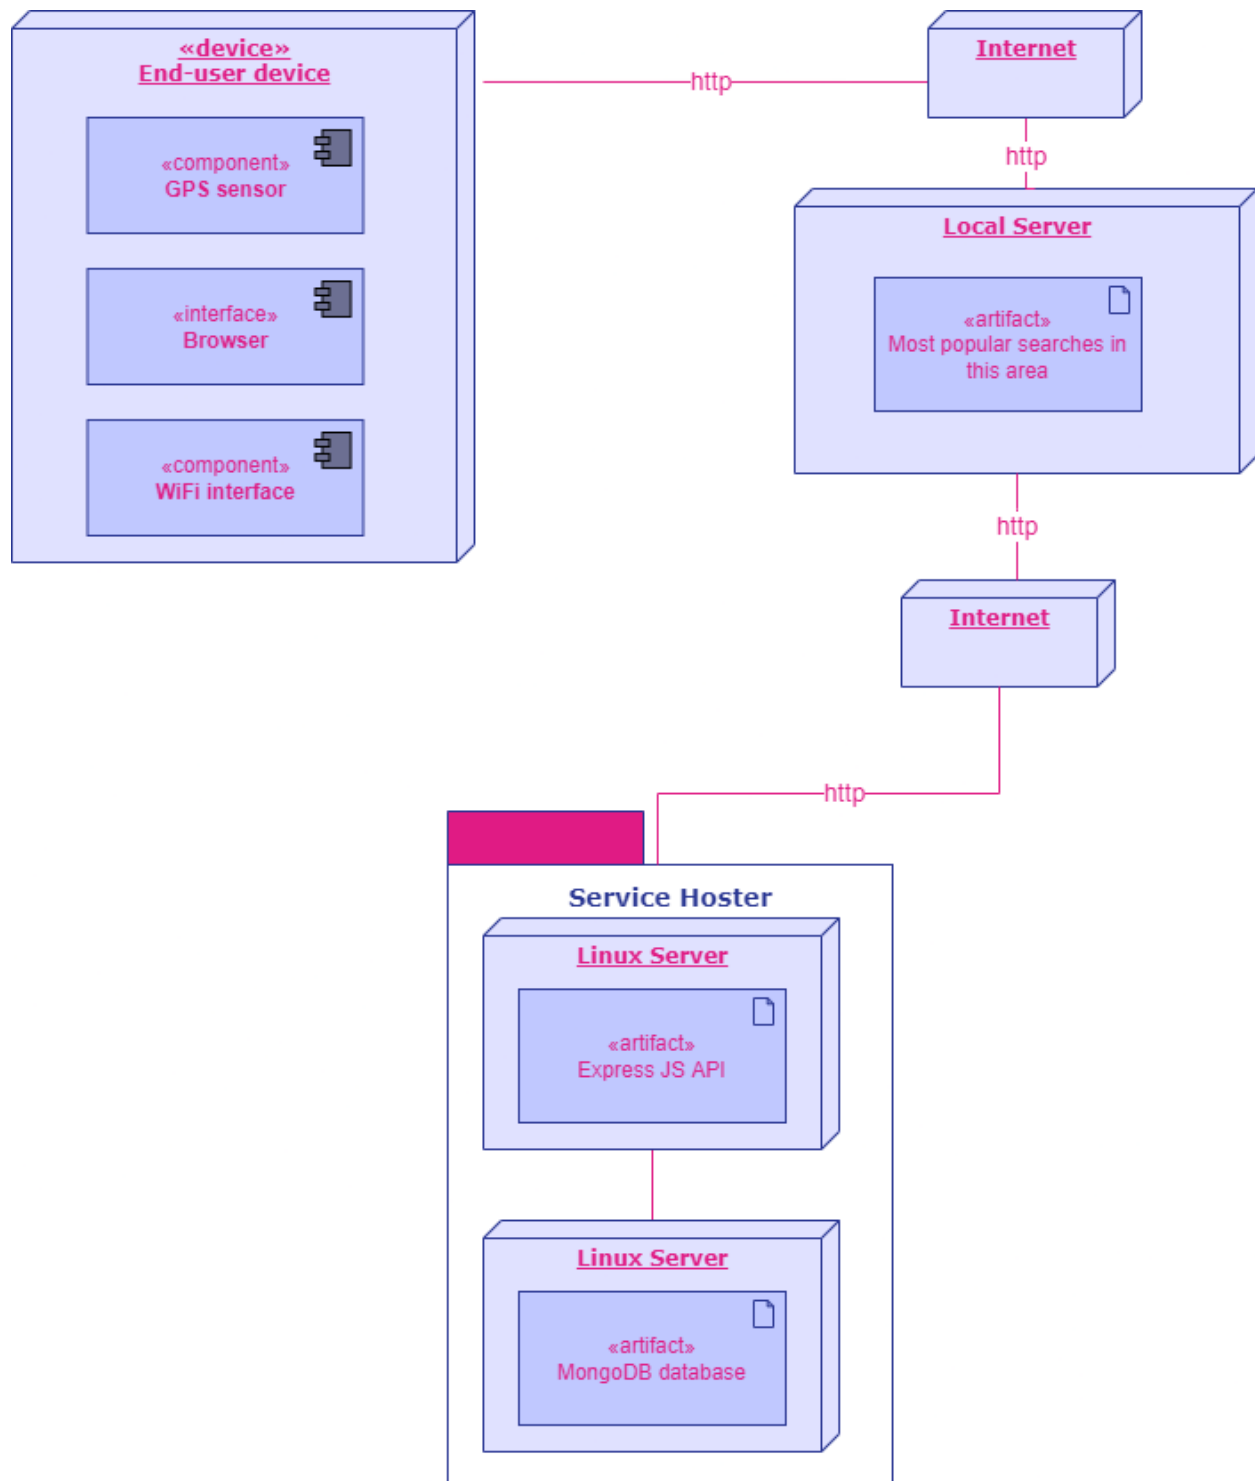 «device»
End-user device
«component»
GPS sensor
«interface»
Browser
«component»
WiFi interface
http
Internet
http
Local Server
«artifact»
Most popular searches in
this area
http
Internet
http
Service Hoster
Linux Server
«artifact»
Express JS API
Linux Server
«artifact»
MongoDB database